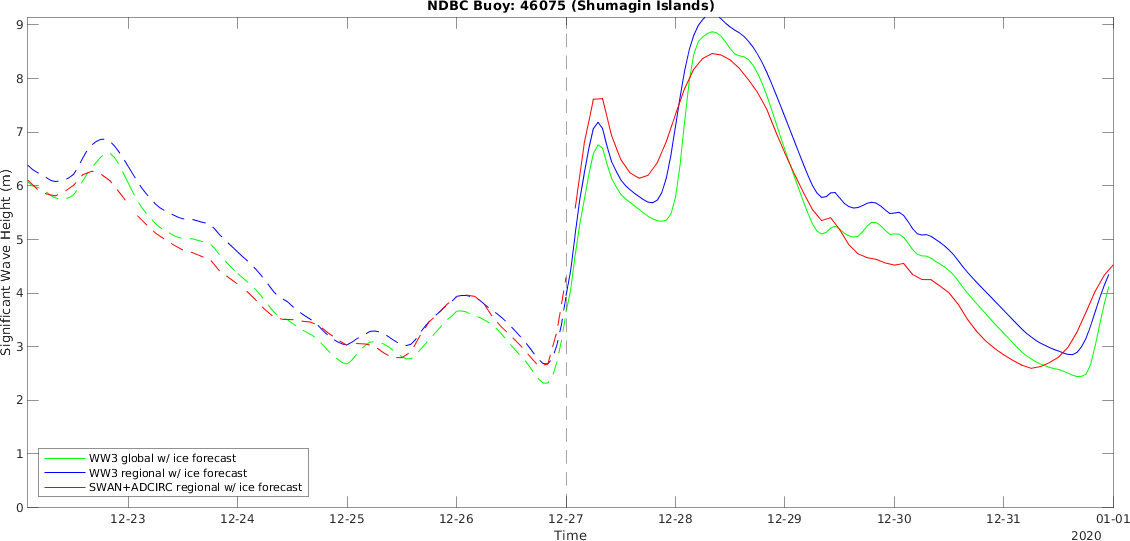 NDBC Buoy: 46075 (Shumagin Islands)
Significant Wave Height (m)
9
8
7
6
5
4
3
2
1
0
WW3 global w/ ice forecast
WW3 regional w/ ice forecast
SWAN+ADCIRC regional w/ ice forecast
12-23 12-24 12-25 12-26 12-27 12-28 12-29 12-30 12-31 01-01
Time
2020